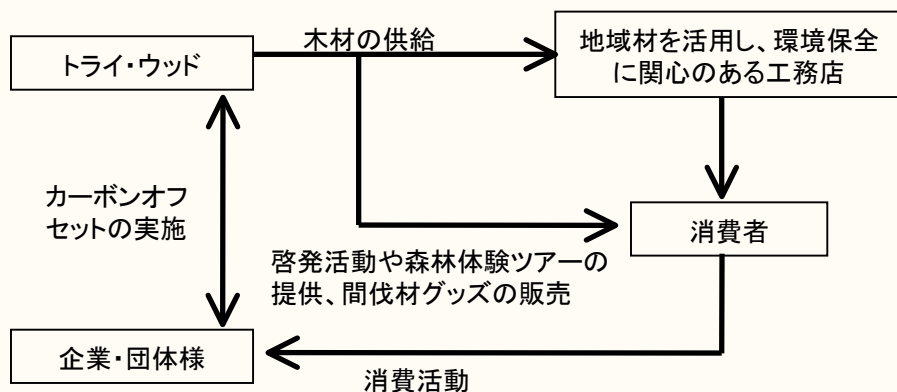 木材の供給
トライ・ウッド
地域材を活用し、環境保全
に関心のある工務店
カーボンオフ
セットの実施
消費者
啓発活動や森林体験ツアーの
提供、間伐材グッズの販売
企業・団体様
消費活動